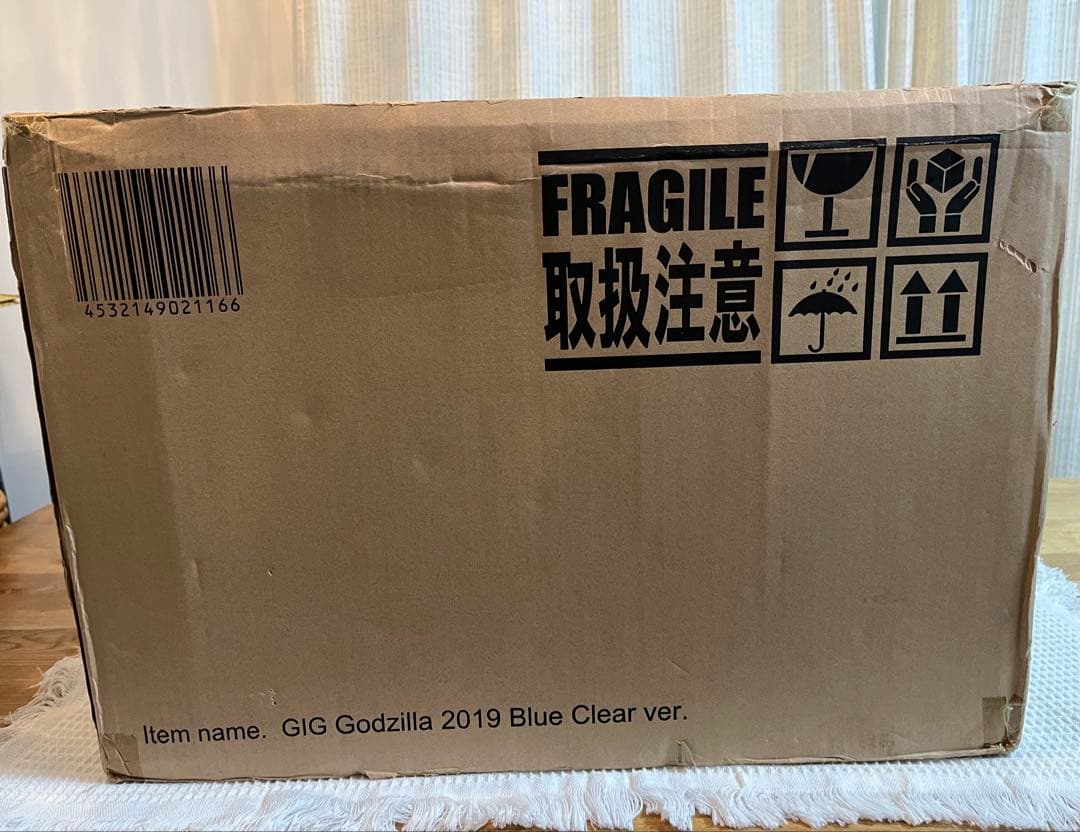 4532149021166
FRAGILE
取扱注意
Item name. GIG Godzilla 2019 Blue Clear ver.